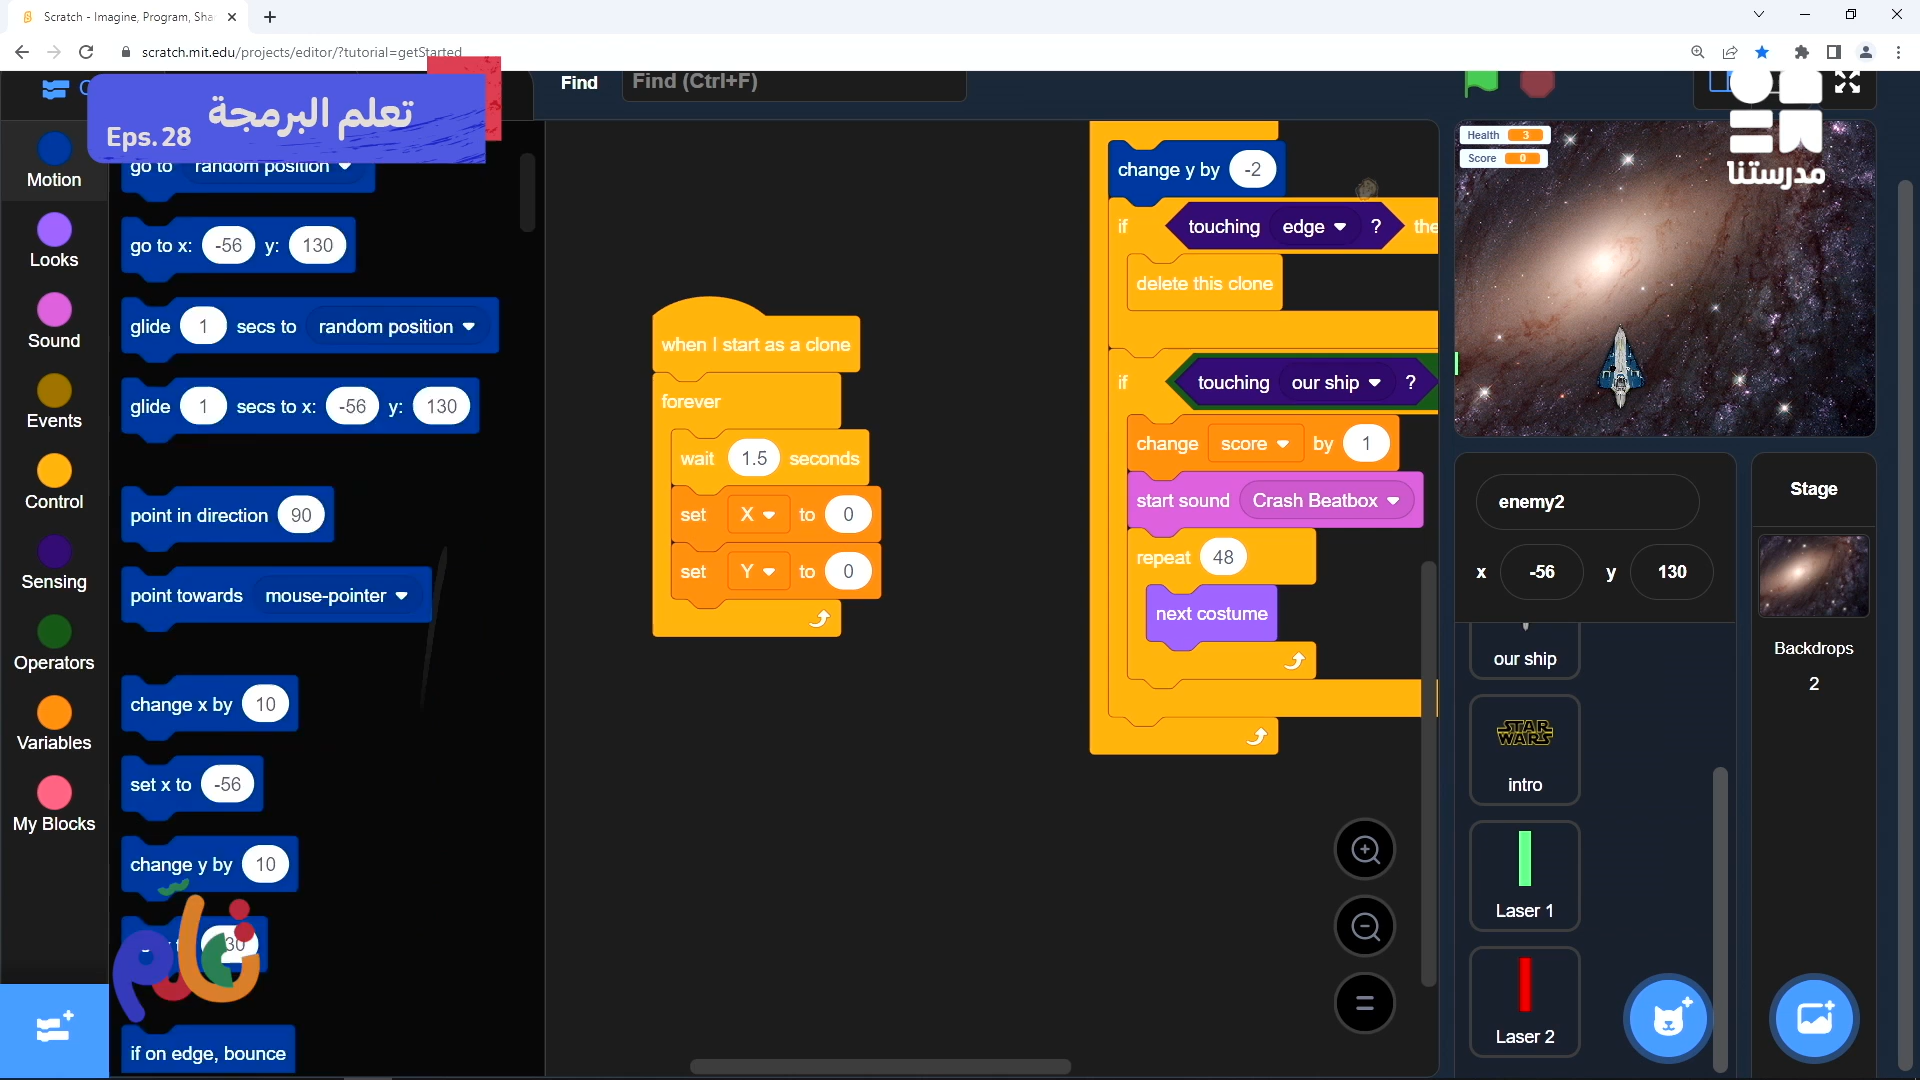 Scratch - Imagine, Program, Sha
scratch.mit.edu/projects/editor/?tutorial=getStarted
تعلم البرمجة
Eps. 28
Find
Find (Ctrl+F)
Motion
Looks
Sound
Events
Control
Sensing
Operators
Variables
My Blocks
go to random position
go to x: -56 y: 130
glide 1 secs to random position
glide 1 secs to x: -56 y: 130
point in direction 90
point towards mouse-pointer
change x by 10
set x to -56
change y by 10
30
if on edge, bounce
when I start as a clone
forever
wait 1.5 seconds
set X to 0
set Y to 0
change y by -2
if touching edge ? the
delete this clone
if touching our ship ?
change score by 1
start sound Crash Beatbox
repeat 48
next costume
Health 3
Score 0
مدرستنا
enemy2
x -56 y 130
our ship
STAR WARS
intro
Laser 1
Laser 2
Stage
Backdrops
2